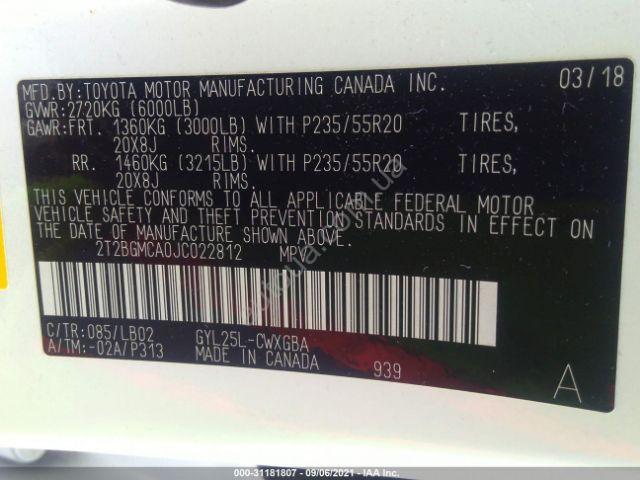 MFD.BY:TOYOTA MOTOR MANUFACTURING CANADA INC. 03/18
GVWR:2720KG (6000LB)
GAWR:FRT. 1360KG (3000LB) WITH P235/55R20 TIRES,
20X8J RIMS.
RR. 1460KG (3215LB) WITH P235/55R20 TIRES,
20X8J RIMS.
THIS VEHICLE CONFORMS TO ALL APPLICABLE FEDERAL MOTOR
VEHICLE SAFETY AND THEFT PREVENTION STANDARDS IN EFFECT ON
THE DATE OF MANUFACTURE SHOWN ABOVE.
2T2BGMCA0JC022812 MPV
C/TR:085/LB02 GYL25L-CWXGBA
A/TM:-02A/P313 MADE IN CANADA 939 A
autoua.com.ua
000-31181807 - 09/06/2021 - IAA Inc.